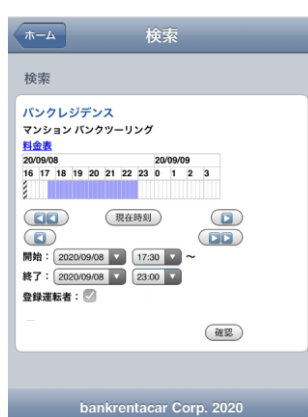 ホーム
検索
検索
バンクレジデンス
マンション バンクツーリング
料金表
20/09/08 20/09/09
16 17 18 19 20 21 22 23 0 1 2 3
現在時刻
開始： 2020/09/08 17:30 〜
終了： 2020/09/08 23:00
登録運転者：
確認
bankrentacar Corp. 2020